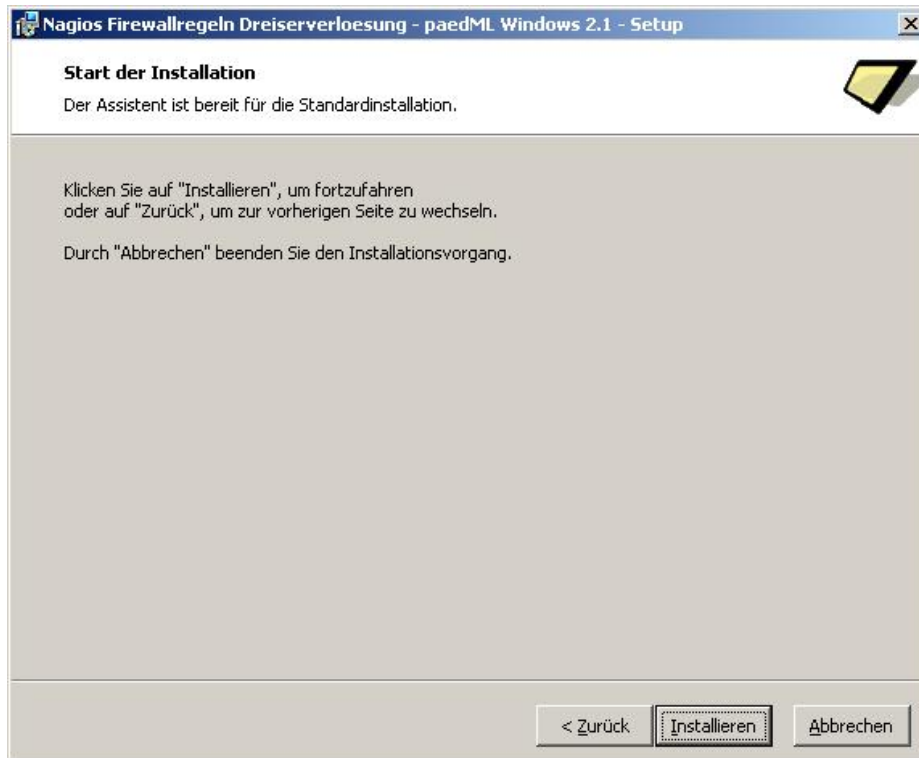 Nagios Firewallregeln Dreiserverloesung - paedML Windows 2.1 - Setup
Start der Installation
Der Assistent ist bereit für die Standardinstallation.
Klicken Sie auf "Installieren", um fortzufahren
oder auf "Zurück", um zur vorherigen Seite zu wechseln.
Durch "Abbrechen" beenden Sie den Installationsvorgang.
< Zurück Installieren Abbrechen